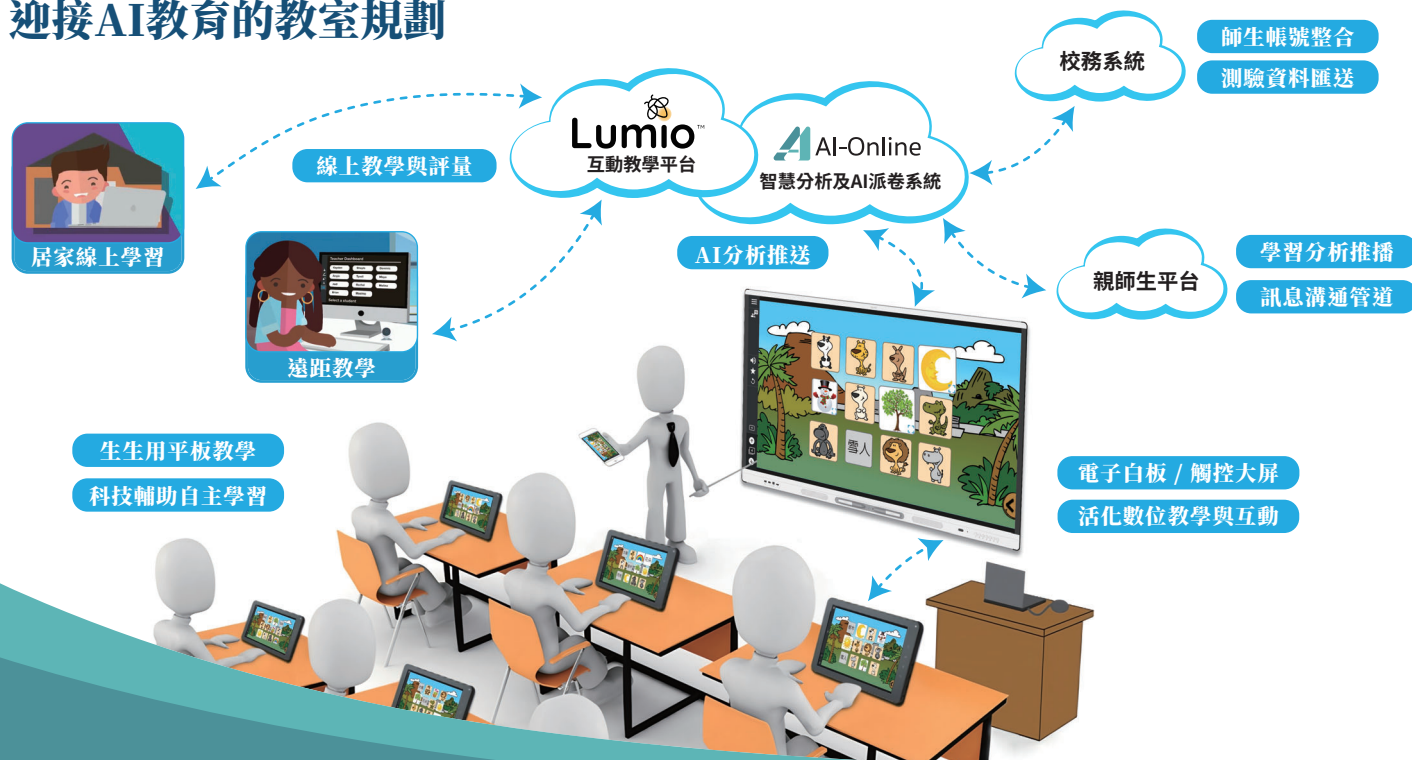 迎接AI教育的教室規劃
校務系統
師生帳號整合
測驗資料匯送
Lumio™
互動教學平台
AI-Online
智慧分析及AI派卷系統
線上教學與評量
居家線上學習
Teacher Dashboard
Select a student
遠距教學
AI分析推送
親師生平台
學習分析推播
訊息溝通管道
雪人
生生用平板教學
科技輔助自主學習
電子白板 / 觸控大屏
活化數位教學與互動